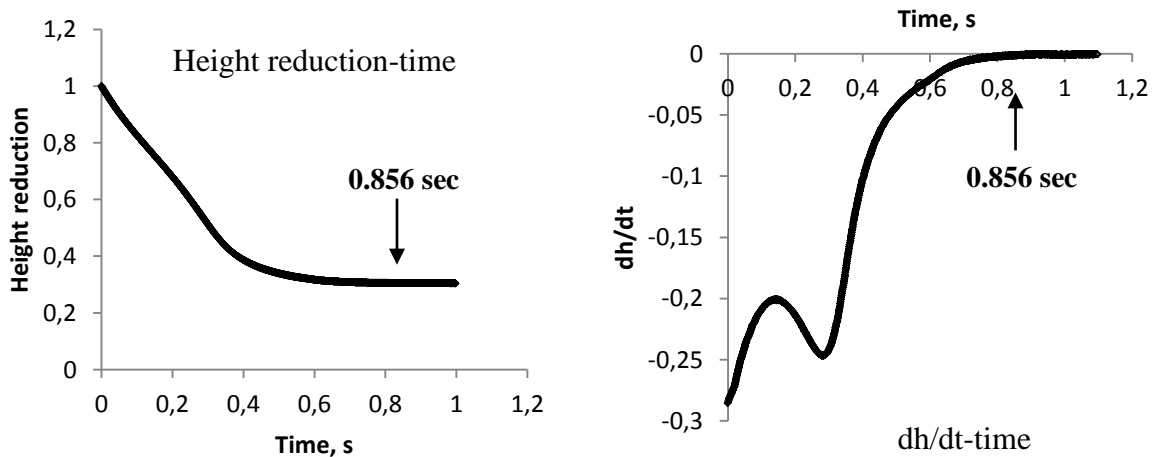 Height reduction-time
Height reduction
1,2
1
0,8
0,6
0,4
0,2
0
0.856 sec
0 0,2 0,4 0,6 0,8 1 1,2
Time, s
Time, s
dh/dt
0
-0,05
-0,1
-0,15
-0,2
-0,25
-0,3
0 0,2 0,4 0,6 0,8 1 1,2
0.856 sec
dh/dt-time